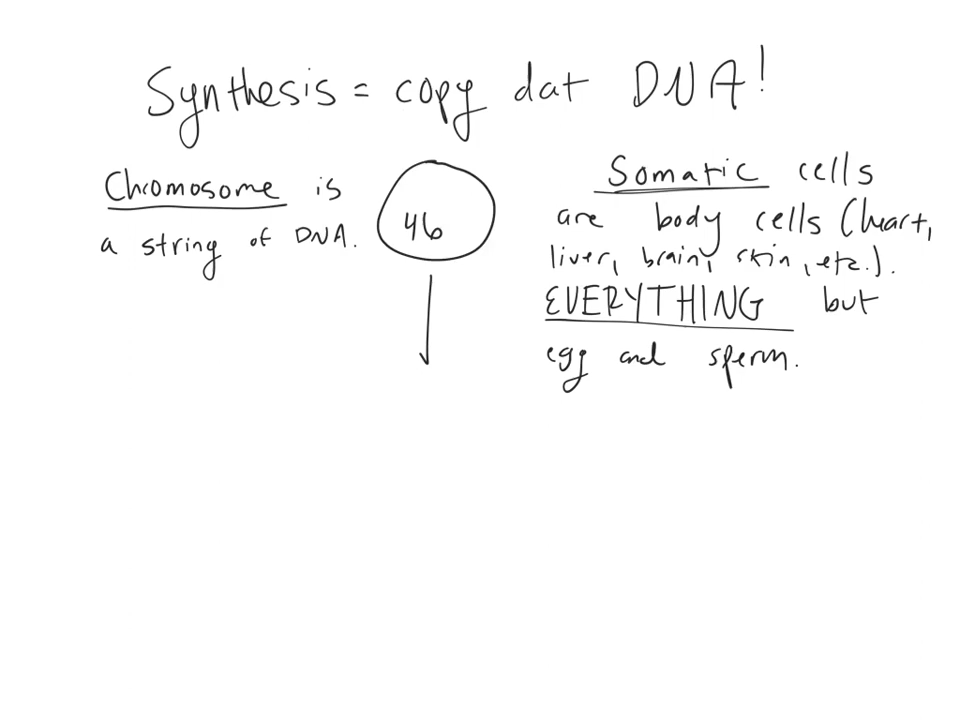 Synthesis = copy dat DNA!
Chromosome is
a string of DNA.
46
Somatic cells
are body cells (heart,
liver, brain, skin, etc.).
EVERYTHING but
egg and sperm.